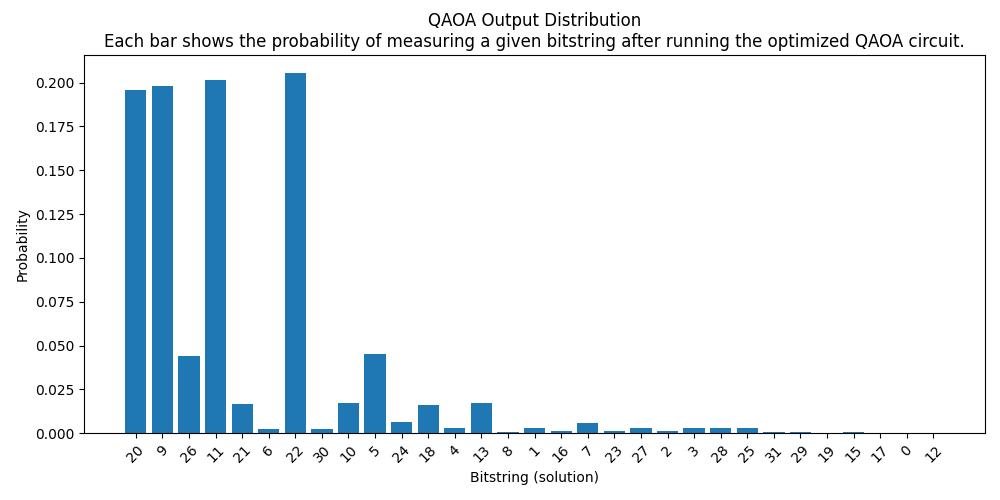 QAOA Output Distribution
Each bar shows the probability of measuring a given bitstring after running the optimized QAOA circuit.
0.200
0.175
0.150
0.125
0.100
0.075
0.050
0.025
0.000
Probability
20 9 26 11 21 6 22 30 10 5 24 18 4 13 8 1 16 7 23 27 2 3 28 25 31 29 19 15 17 0 12
Bitstring (solution)